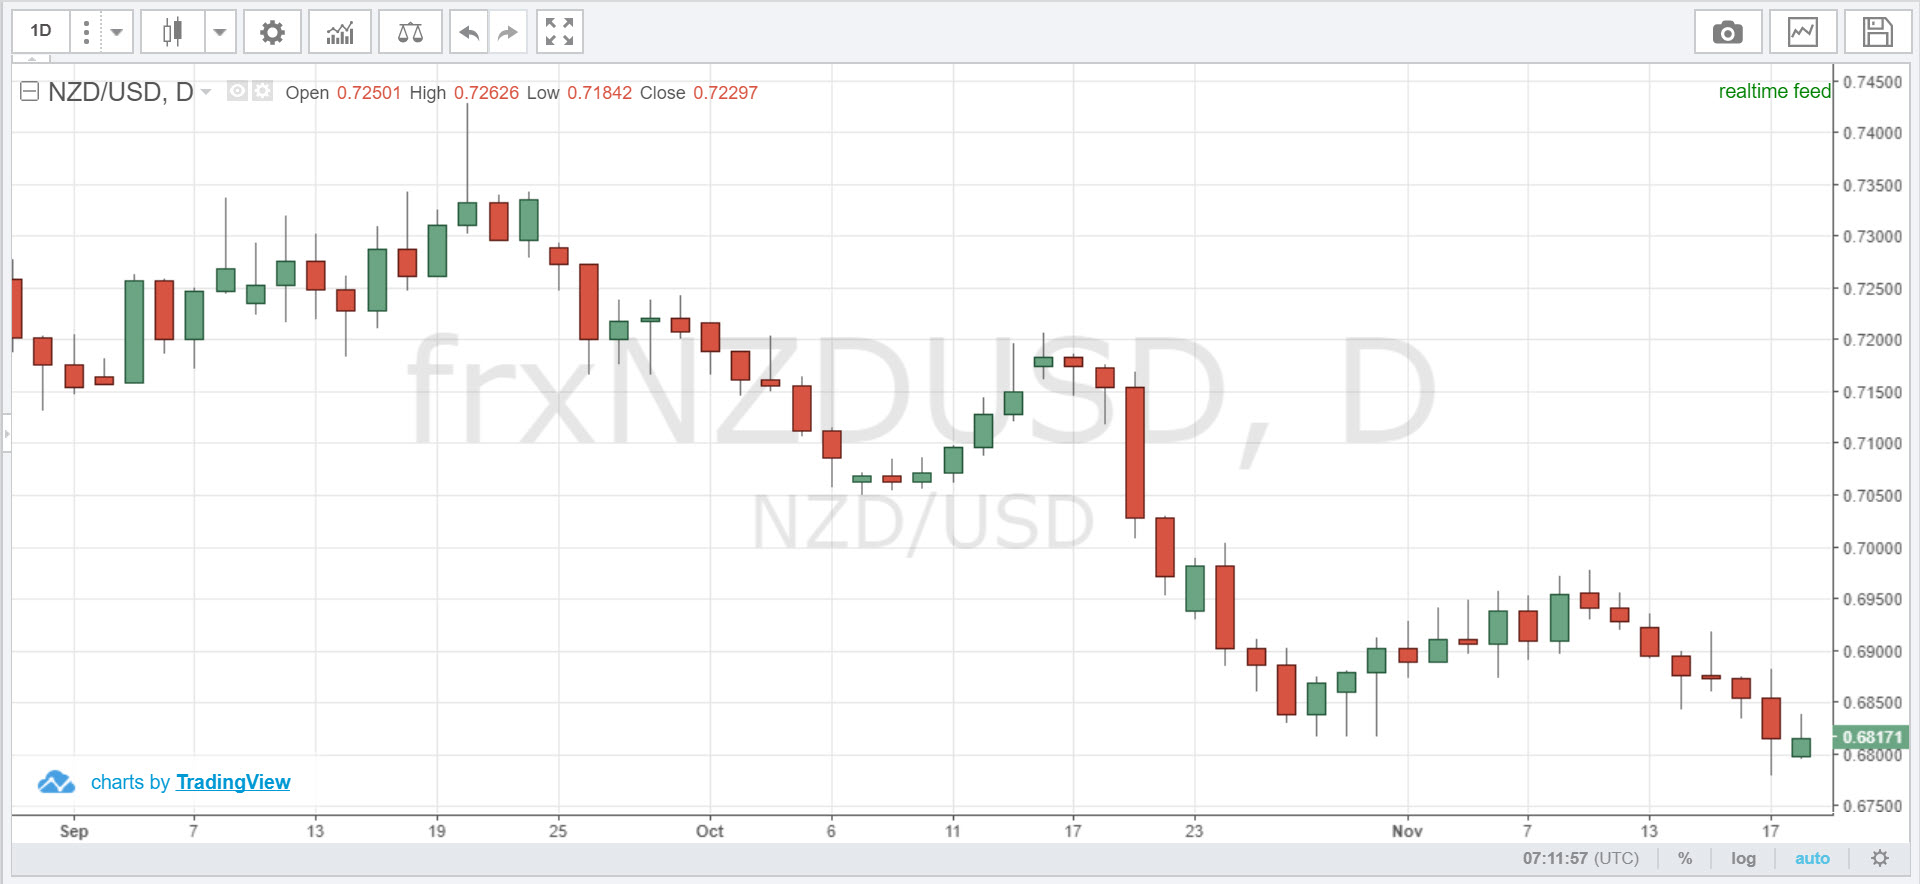 1D
NZD/USD, D Open 0.72501 High 0.72626 Low 0.71842 Close 0.72297
realtime feed
0.74500
0.74000
0.73500
0.73000
0.72500
0.72000
0.71500
0.71000
0.70500
0.70000
0.69500
0.69000
0.68500
0.68171
0.68000
0.67500
frxNZDUSD, D
NZD/USD
charts by TradingView
Sep 7 13 19 25 Oct 6 11 17 23 Nov 7 13 17
07:11:57 (UTC) % log auto